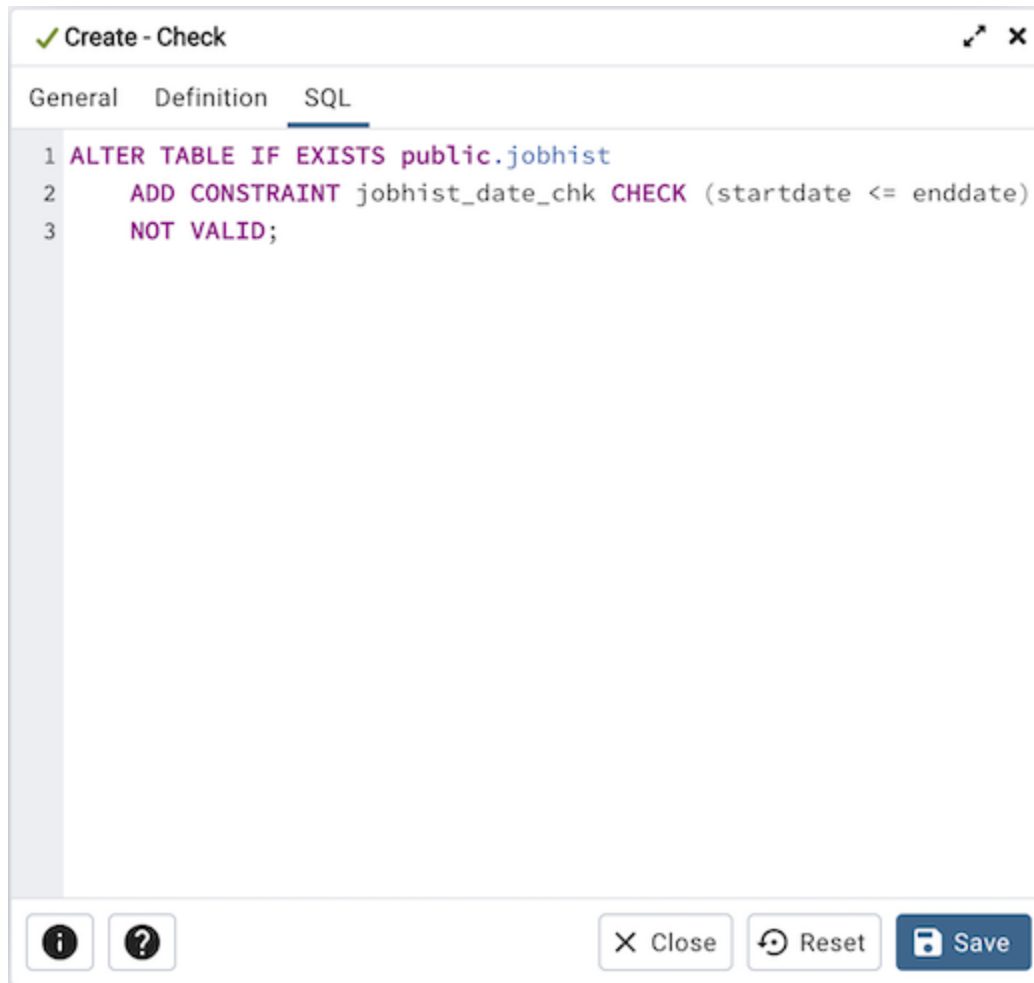 Create - Check
General Definition SQL
1 ALTER TABLE IF EXISTS public.jobhist
2     ADD CONSTRAINT jobhist_date_chk CHECK (startdate <= enddate)
3     NOT VALID;
Close Reset Save